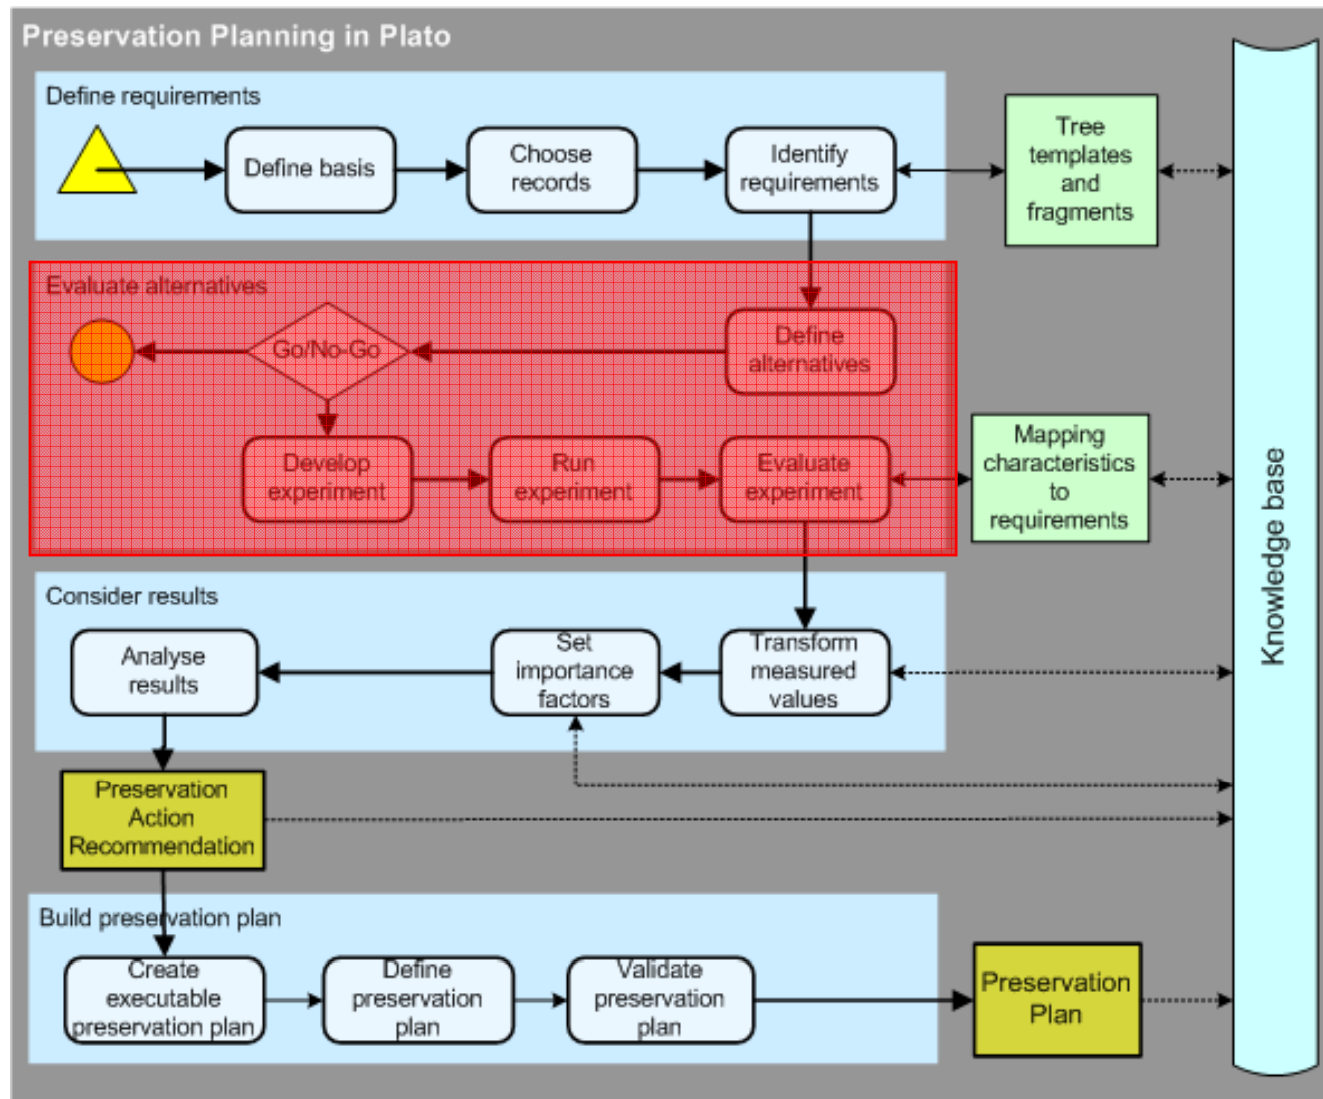 Preservation Planning in Plato
Define requirements
Define basis
Choose
records
Identify
requirements
Tree
templates
and
fragments
Evaluate alternatives
Go/No-Go
Define
alternatives
Develop
experiment
Run
experiment
Evaluate
experiment
Mapping
characteristics
to
requirements
Knowledge base
Consider results
Analyse
results
Set
importance
factors
Transform
measured
values
Preservation
Action
Recommendation
Build preservation plan
Create
executable
preservation plan
Define
preservation
plan
Validate
preservation
plan
Preservation
Plan